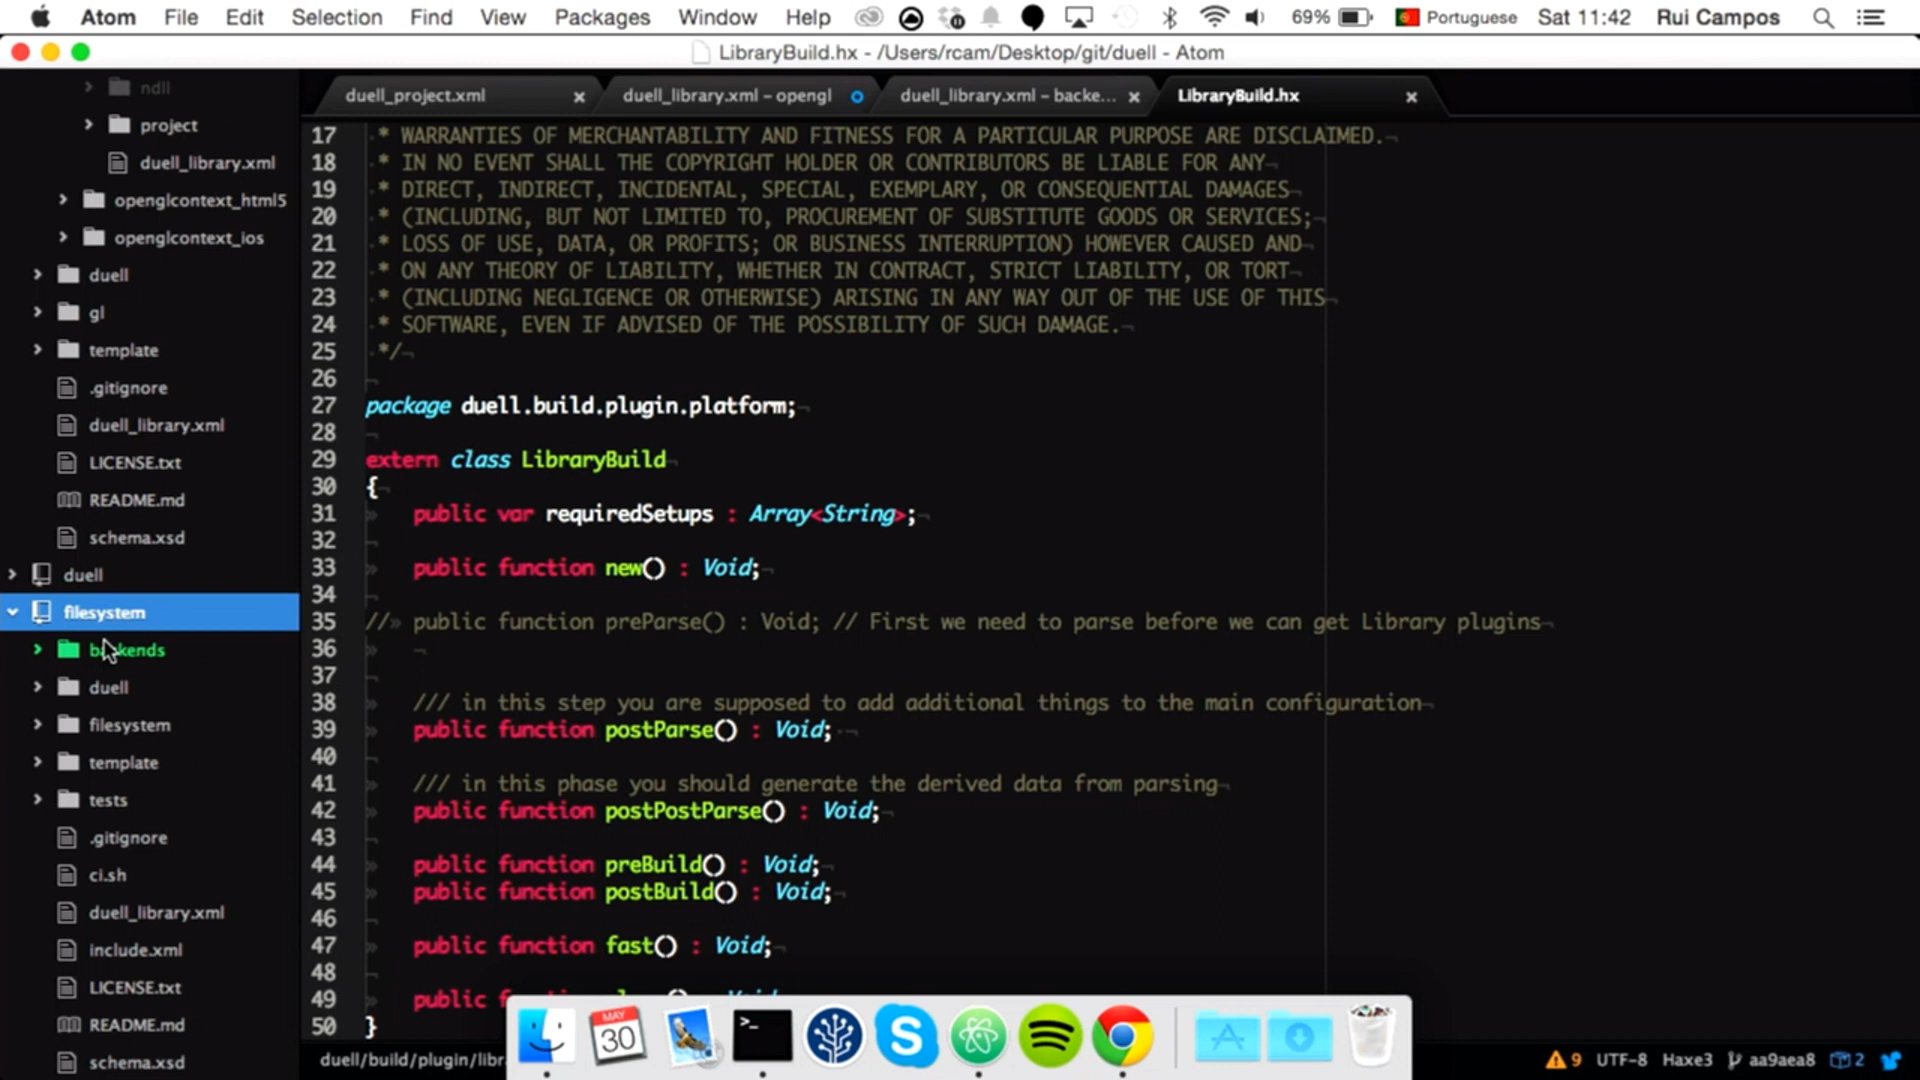 Atom File Edit Selection Find View Packages Window Help 69% Portuguese Sat 11:42 Rui Campos
LibraryBuild.hx - /Users/rcam/Desktop/git/duell - Atom
duell_project.xml
duell_library.xml - opengl
duell_library.xml - backe...
LibraryBuild.hx
ndll
project
duell_library.xml
openglcontext_html5
openglcontext_ios
duell
gl
template
.gitignore
duell_library.xml
LICENSE.txt
README.md
schema.xsd
duell
filesystem
backends
duell
filesystem
template
tests
.gitignore
ci.sh
duell_library.xml
include.xml
LICENSE.txt
README.md
schema.xsd
17 * WARRANTIES OF MERCHANTABILITY AND FITNESS FOR A PARTICULAR PURPOSE ARE DISCLAIMED.
18 * IN NO EVENT SHALL THE COPYRIGHT HOLDER OR CONTRIBUTORS BE LIABLE FOR ANY
19 * DIRECT, INDIRECT, INCIDENTAL, SPECIAL, EXEMPLARY, OR CONSEQUENTIAL DAMAGES
20 * (INCLUDING, BUT NOT LIMITED TO, PROCUREMENT OF SUBSTITUTE GOODS OR SERVICES;
21 * LOSS OF USE, DATA, OR PROFITS; OR BUSINESS INTERRUPTION) HOWEVER CAUSED AND
22 * ON ANY THEORY OF LIABILITY, WHETHER IN CONTRACT, STRICT LIABILITY, OR TORT
23 * (INCLUDING NEGLIGENCE OR OTHERWISE) ARISING IN ANY WAY OUT OF THE USE OF THIS
24 * SOFTWARE, EVEN IF ADVISED OF THE POSSIBILITY OF SUCH DAMAGE.
25 */
26
27 package duell.build.plugin.platform;
28
29 extern class LibraryBuild
30 {
31 public var requiredSetups : Array<String>;
32
33 public function new() : Void;
34
35 // public function preParse() : Void; // First we need to parse before we can get Library plugins
36
37
38 /// in this step you are supposed to add additional things to the main configuration
39 public function postParse() : Void;
40
41 /// in this phase you should generate the derived data from parsing
42 public function postPostParse() : Void;
43
44 public function preBuild() : Void;
45 public function postBuild() : Void;
46
47 public function fast() : Void;
48
49 public
50 }
MAY
30
duell/build/plugin/
9 UTF-8 Haxe3 aa9aea8 2